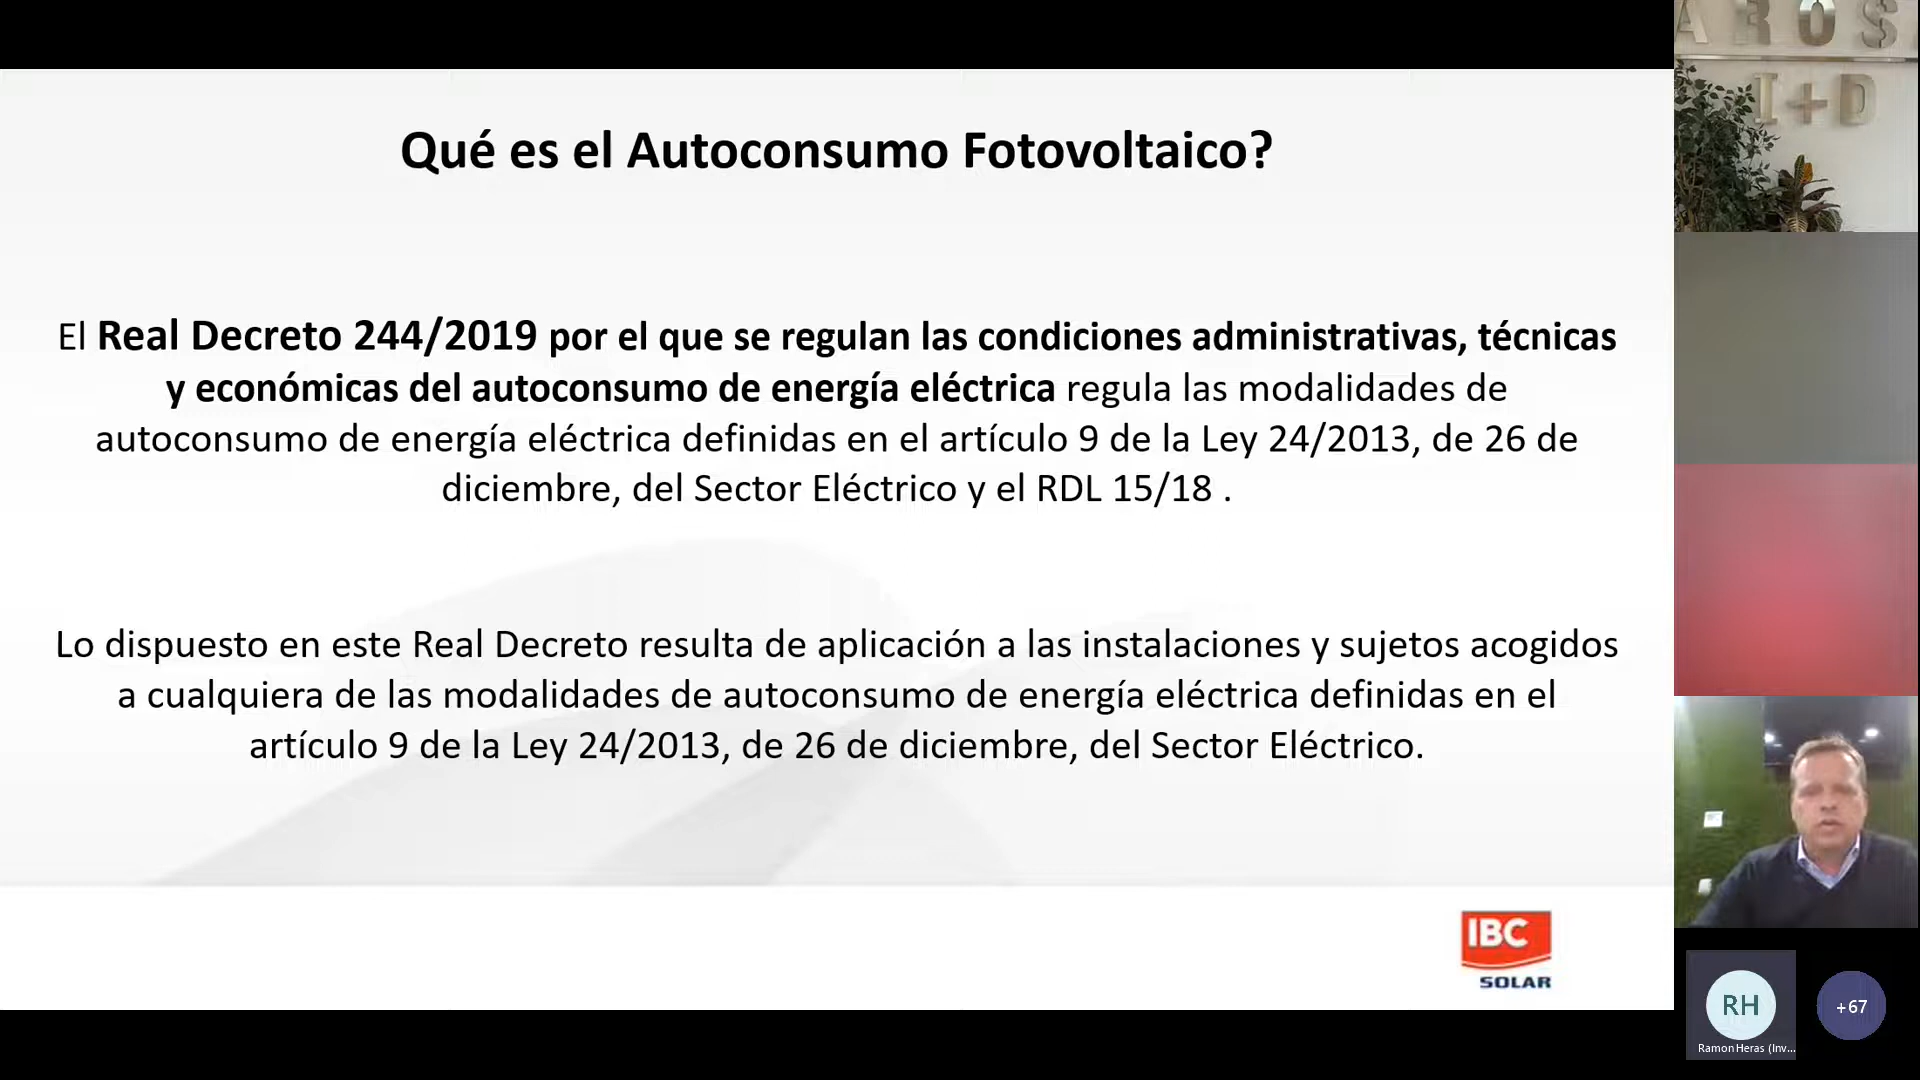 Qué es el Autoconsumo Fotovoltaico?
El Real Decreto 244/2019 por el que se regulan las condiciones administrativas, técnicas
y económicas del autoconsumo de energía eléctrica regula las modalidades de
autoconsumo de energía eléctrica definidas en el artículo 9 de la Ley 24/2013, de 26 de
diciembre, del Sector Eléctrico y el RDL 15/18 .
Lo dispuesto en este Real Decreto resulta de aplicación a las instalaciones y sujetos acogidos
a cualquiera de las modalidades de autoconsumo de energía eléctrica definidas en el
artículo 9 de la Ley 24/2013, de 26 de diciembre, del Sector Eléctrico.
IBC
SOLAR
AROS
I+D
RH
Ramon Heras (Inv...
+67